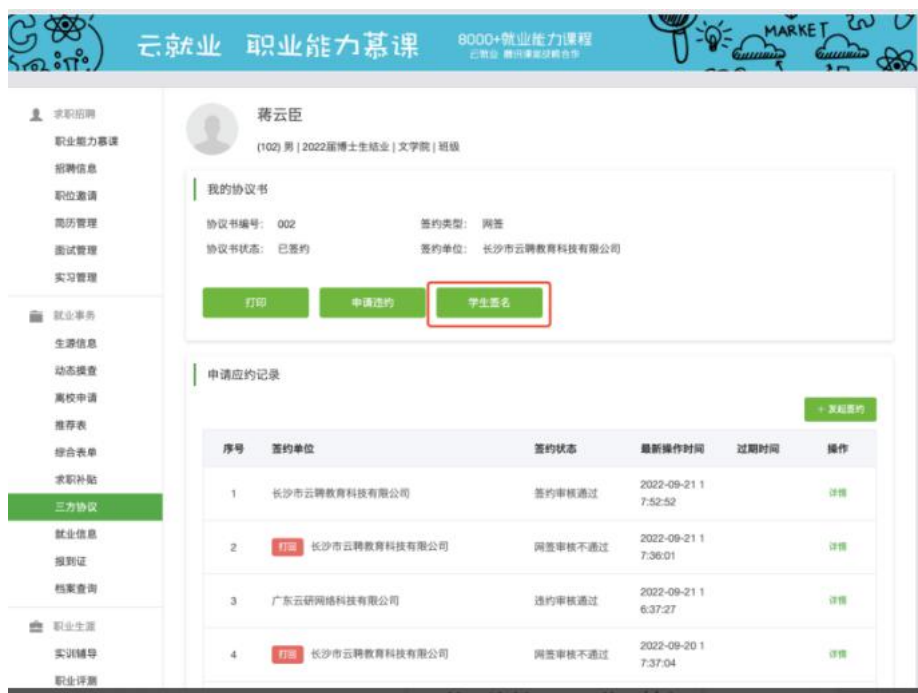 云就业 职业能力慕课 8000+就业能力课程
MARKET
求职招聘
职业能力慕课
招聘信息
职位邀请
简历管理
面试管理
实习管理
就业事务
生源信息
动态摸查
离校申请
推荐表
综合表单
求职补贴
三方协议
就业信息
报到证
档案查询
职业生涯
实训辅导
职业评测
蒋云臣
(102) 男 | 2022届博士生结业 | 文学院 | 班级
我的协议书
协议书编号: 002 签约类型: 网签
协议书状态: 已签约 签约单位: 长沙市云聘教育科技有限公司
打印 申请违约 学生签名
申请应约记录
+ 发起签约
序号 签约单位 签约状态 最新操作时间 过期时间 操作
1 长沙市云聘教育科技有限公司 签约审核通过 2022-09-21 1
7:52:52 详情
2 打回 长沙市云聘教育科技有限公司 网签审核不通过 2022-09-21 1
7:36:01 详情
3 广东云研网络科技有限公司 违约审核通过 2022-09-21 1
6:37:27 详情
4 打回 长沙市云聘教育科技有限公司 网签审核不通过 2022-09-20 1
7:37:04 详情